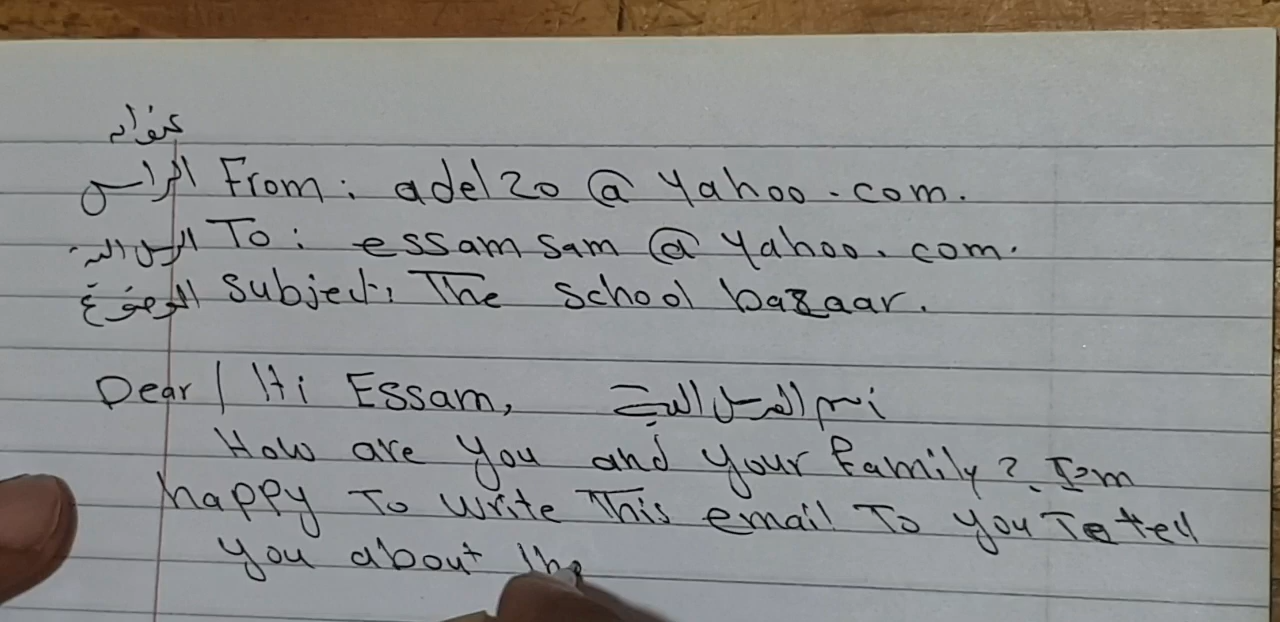 عنوان
الراسل From: adel20@yahoo.com.
المرسل اليه To: essamsam@yahoo.com.
الموضوع Subject: The school bazaar.
Dear / Hi Essam, اسم المرسل اليه
How are you and your family? I'm
happy To write This email To you To tell
you about the